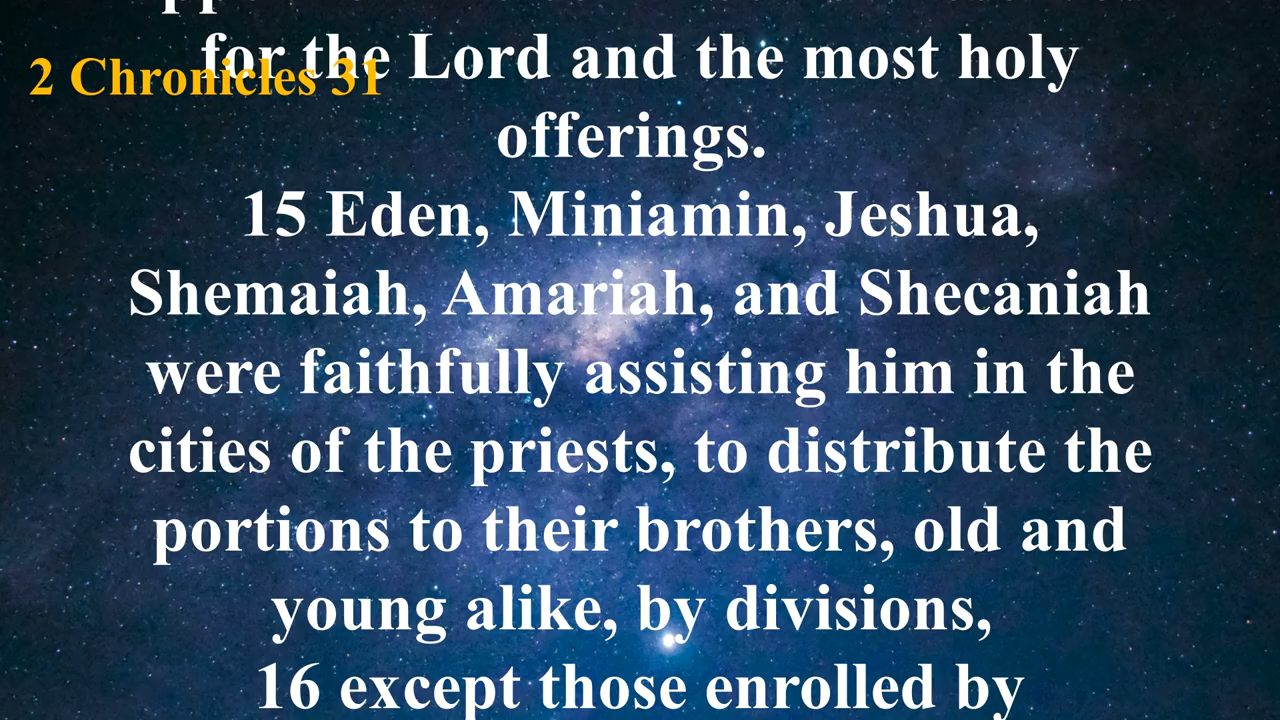 for the Lord and the most holy
2 Chronicles 31
offerings.
15 Eden, Miniamin, Jeshua,
Shemaiah, Amariah, and Shecaniah
were faithfully assisting him in the
cities of the priests, to distribute the
portions to their brothers, old and
young alike, by divisions,
16 except those enrolled by